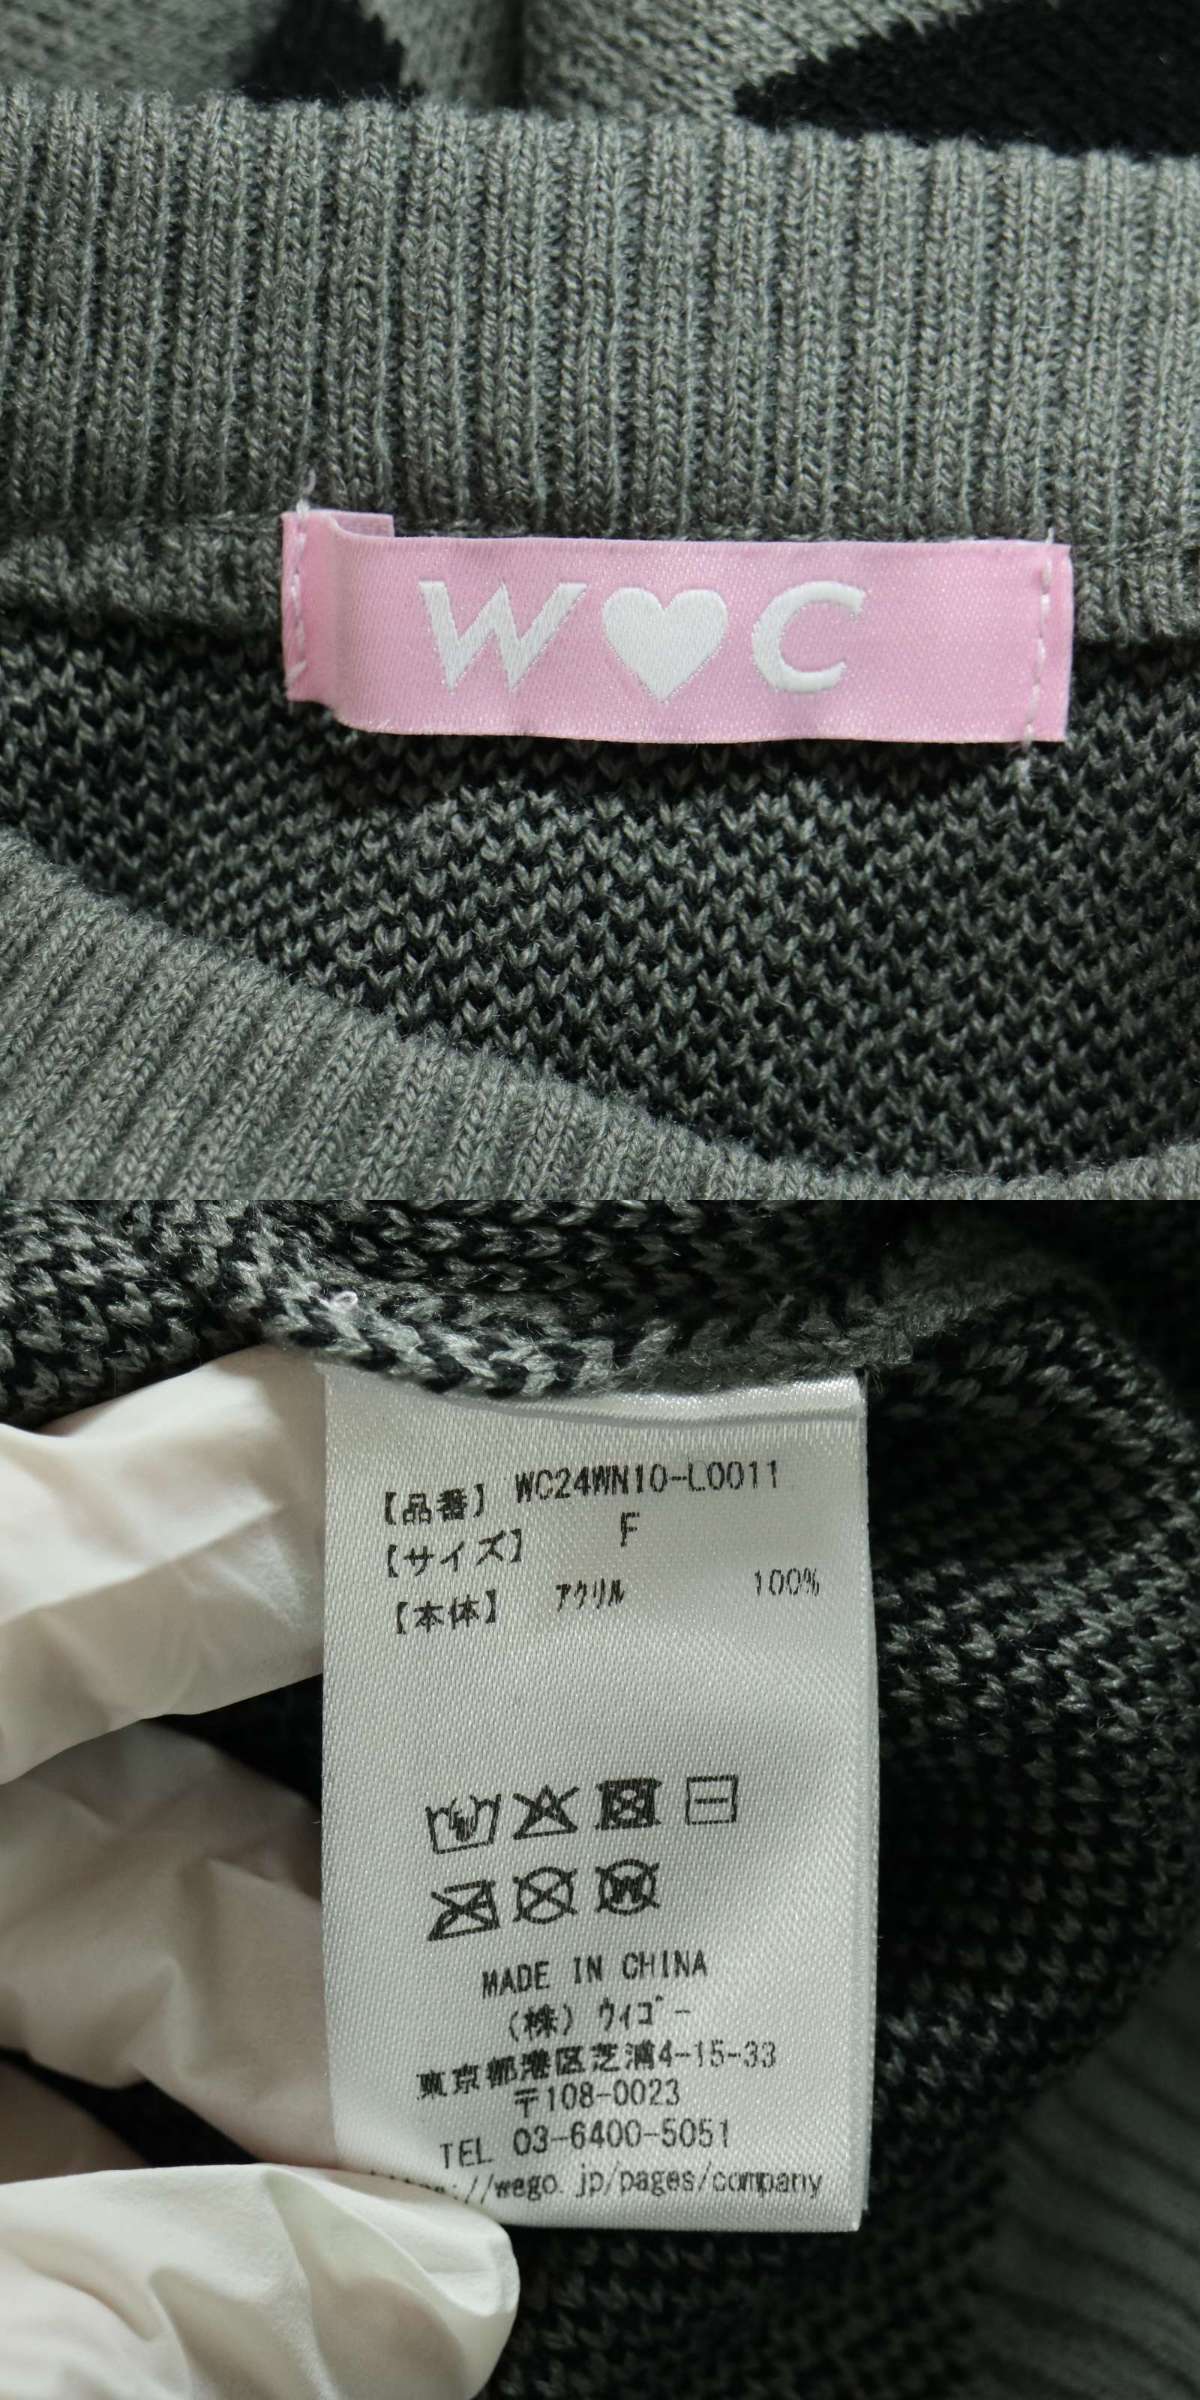 W♥C
【品番】 WC24WN10-L0011
【サイズ】 F
【本体】 アクリル 100%
MADE IN CHINA
(株) ウィゴー
東京都港区芝浦4-15-33
〒108-0023
TEL 03-6400-5051
://wego.jp/pages/company